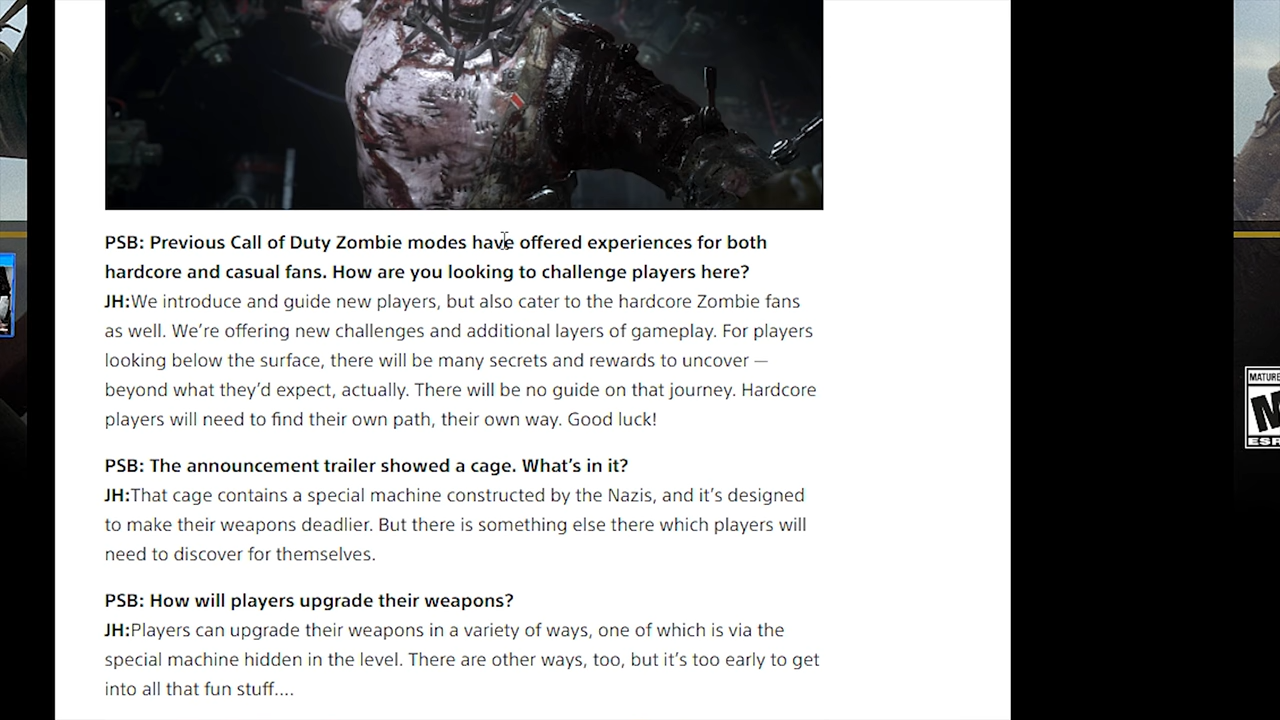 PSB: Previous Call of Duty Zombie modes have offered experiences for both
hardcore and casual fans. How are you looking to challenge players here?
JH:We introduce and guide new players, but also cater to the hardcore Zombie fans
as well. We’re offering new challenges and additional layers of gameplay. For players
looking below the surface, there will be many secrets and rewards to uncover —
beyond what they’d expect, actually. There will be no guide on that journey. Hardcore
players will need to find their own path, their own way. Good luck!
PSB: The announcement trailer showed a cage. What’s in it?
JH:That cage contains a special machine constructed by the Nazis, and it’s designed
to make their weapons deadlier. But there is something else there which players will
need to discover for themselves.
PSB: How will players upgrade their weapons?
JH:Players can upgrade their weapons in a variety of ways, one of which is via the
special machine hidden in the level. There are other ways, too, but it’s too early to get
into all that fun stuff....
MATURE
M